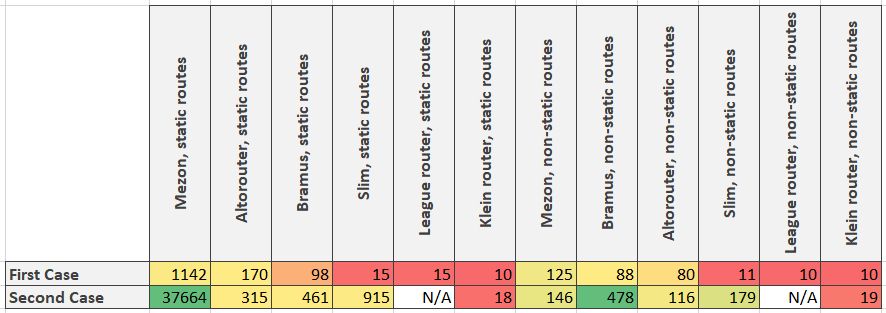 Mezon, static routes
Altorouter, static routes
Bramus, static routes
Slim, static routes
League router, static routes
Klein router, static routes
Mezon, non-static routes
Bramus, non-static routes
Altorouter, non-static routes
Slim, non-static routes
League router, non-static routes
Klein router, non-static routes
First Case 1142 170 98 15 15 10 125 88 80 11 10 10
Second Case 37664 315 461 915 N/A 18 146 478 116 179 N/A 19